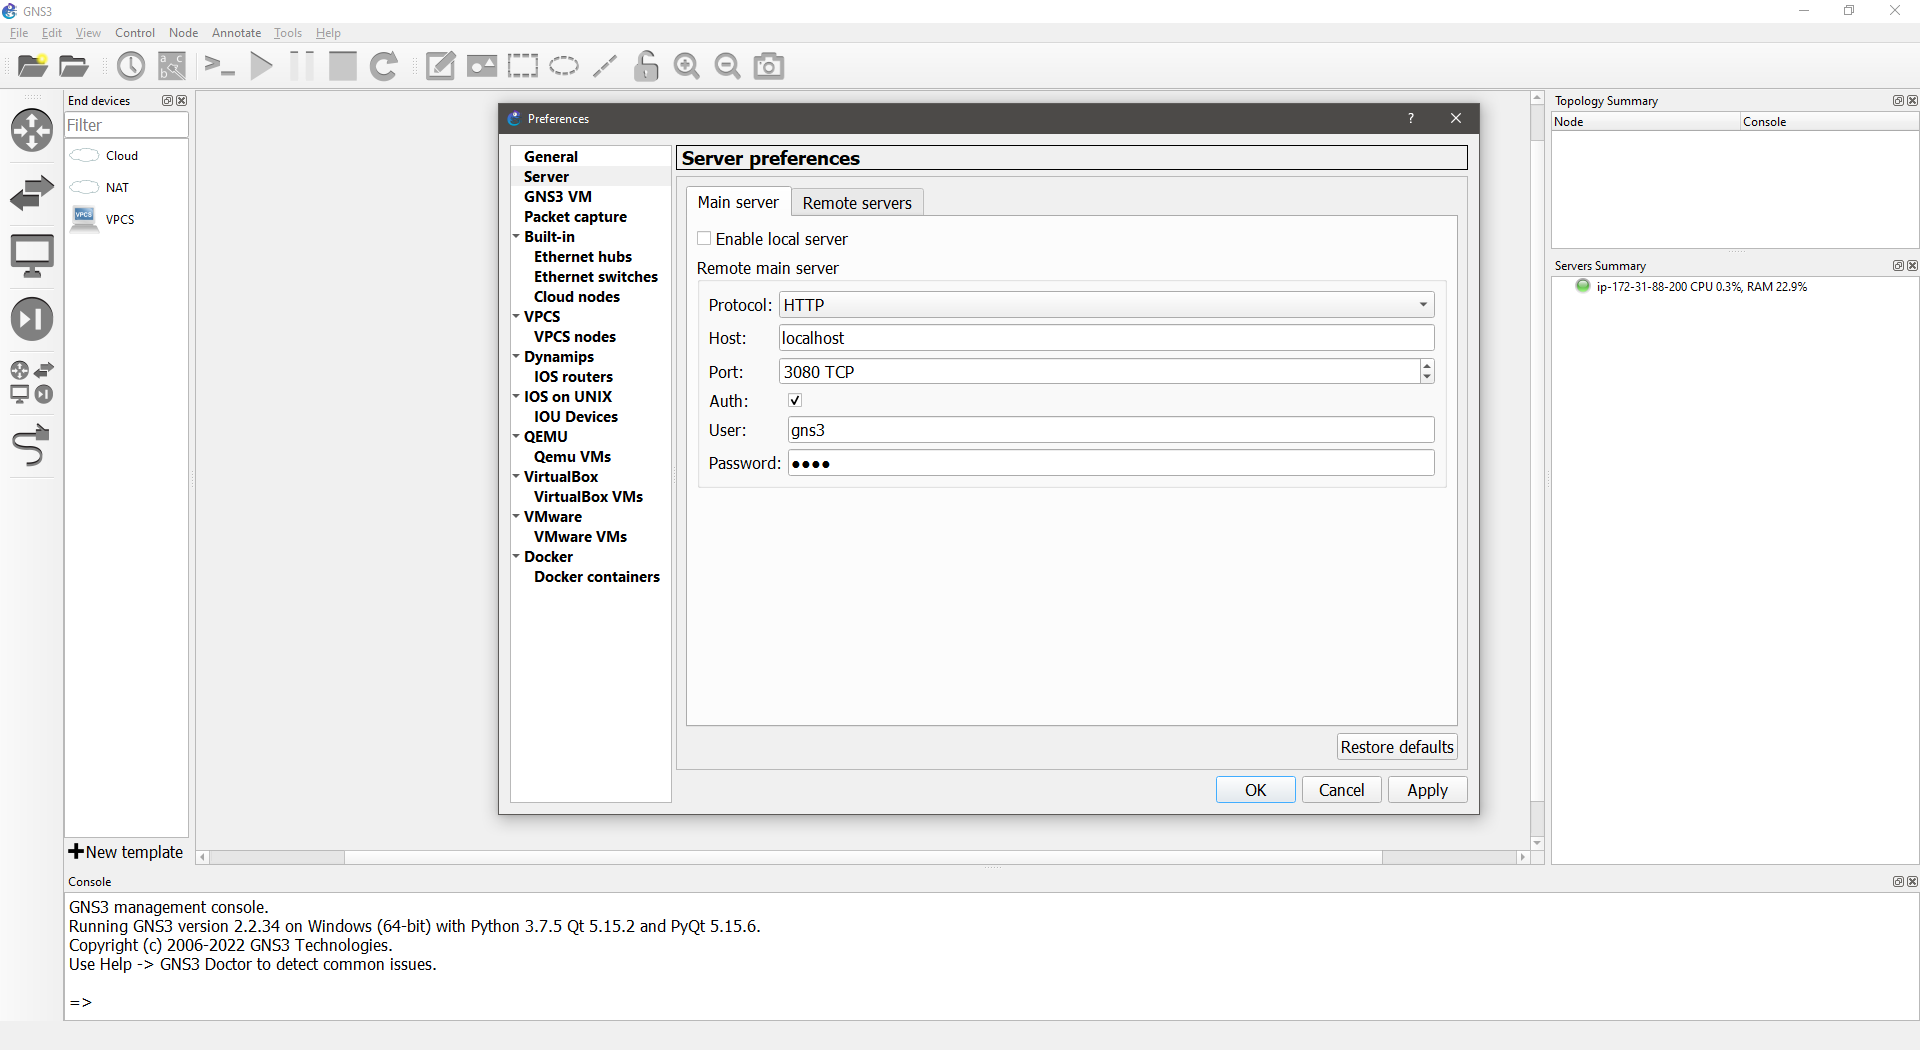 GNS3
File Edit View Control Node Annotate Tools Help
End devices
Filter
Cloud
NAT
VPCS
VPCS
New template
Preferences
?
General
Server
GNS3 VM
Packet capture
Built-in
Ethernet hubs
Ethernet switches
Cloud nodes
VPCS
VPCS nodes
Dynamips
IOS routers
IOS on UNIX
IOU Devices
QEMU
Qemu VMs
VirtualBox
VirtualBox VMs
VMware
VMware VMs
Docker
Docker containers
Server preferences
Main server Remote servers
Enable local server
Remote main server
Protocol: HTTP
Host: localhost
Port: 3080 TCP
Auth:
User: gns3
Password: ●●●●
Restore defaults
OK Cancel Apply
Topology Summary
Node Console
Servers Summary
ip-172-31-88-200 CPU 0.3%, RAM 22.9%
Console
GNS3 management console.
Running GNS3 version 2.2.34 on Windows (64-bit) with Python 3.7.5 Qt 5.15.2 and PyQt 5.15.6.
Copyright (c) 2006-2022 GNS3 Technologies.
Use Help -> GNS3 Doctor to detect common issues.
=>